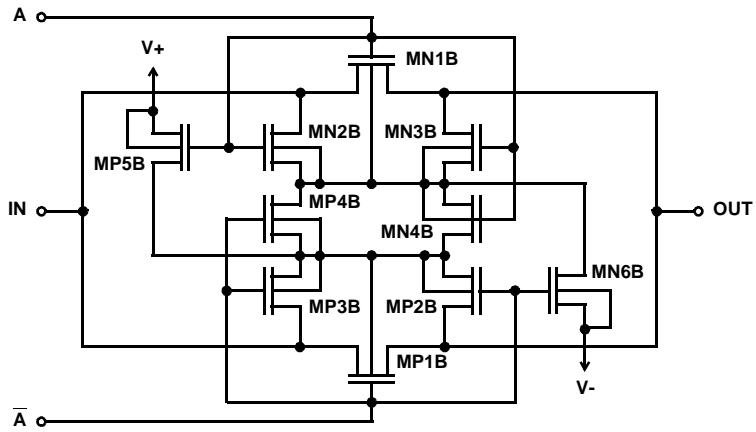 A
V+
MN1B
MN2B
MN3B
MP5B
MP4B
IN
OUT
MN4B
MN6B
MP3B
MP2B
MP1B
V-
A̅